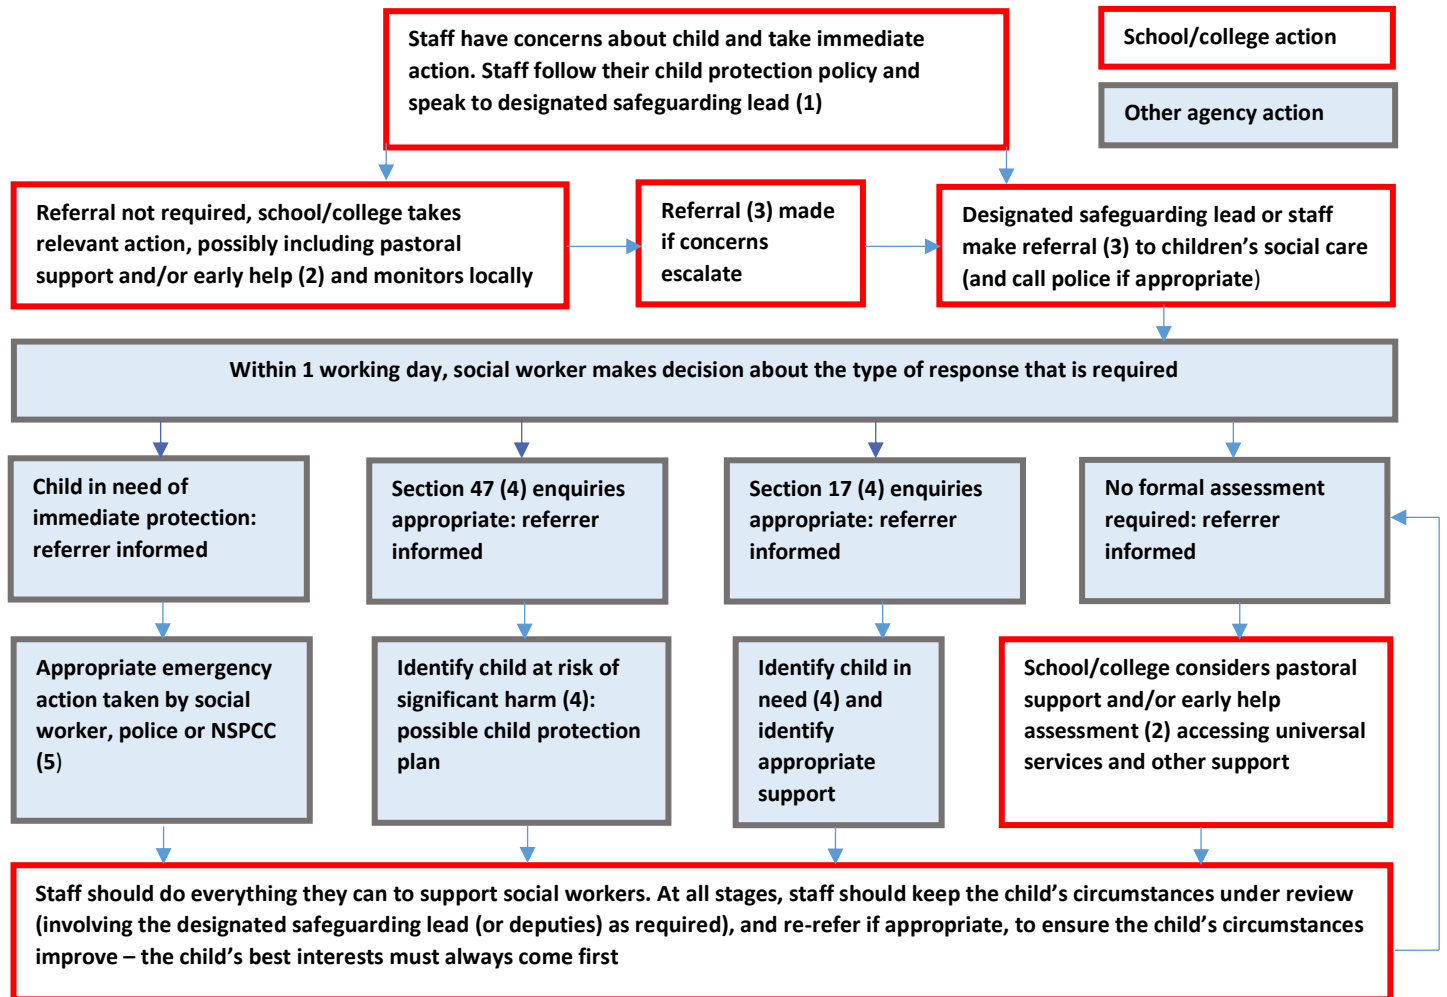 Staff have concerns about child and take immediate
action. Staff follow their child protection policy and
speak to designated safeguarding lead (1)
School/college action
Other agency action
Referral not required, school/college takes
relevant action, possibly including pastoral
support and/or early help (2) and monitors locally
Referral (3) made
if concerns
escalate
Designated safeguarding lead or staff
make referral (3) to children’s social care
(and call police if appropriate)
Within 1 working day, social worker makes decision about the type of response that is required
Child in need of
immediate protection:
referrer informed
Section 47 (4) enquiries
appropriate: referrer
informed
Section 17 (4) enquiries
appropriate: referrer
informed
No formal assessment
required: referrer
informed
Appropriate emergency
action taken by social
worker, police or NSPCC
(5)
Identify child at risk of
significant harm (4):
possible child protection
plan
Identify child in
need (4) and
identify
appropriate
support
School/college considers pastoral
support and/or early help
assessment (2) accessing universal
services and other support
Staff should do everything they can to support social workers. At all stages, staff should keep the child’s circumstances under review
(involving the designated safeguarding lead (or deputies) as required), and re-refer if appropriate, to ensure the child’s circumstances
improve – the child’s best interests must always come first